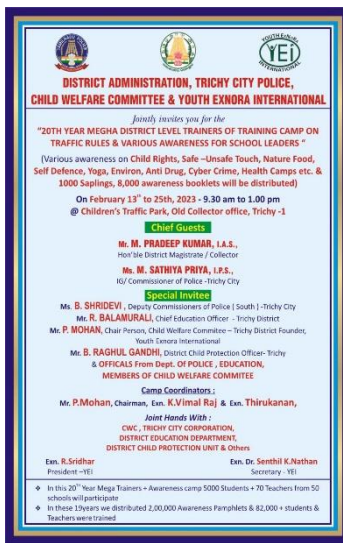 YOUTH ExNoRa
YEi
INTERNATIONAL
DISTRICT ADMINISTRATION, TRICHY CITY POLICE,
CHILD WELFARE COMMITTEE & YOUTH EXNORA INTERNATIONAL
Jointly invites you for the
"20TH YEAR MEGHA DISTRICT LEVEL TRAINERS OF TRAINING CAMP ON
TRAFFIC RULES & VARIOUS AWARENESS FOR SCHOOL LEADERS "
(Various awareness on Child Rights, Safe –Unsafe Touch, Nature Food,
Self Defence, Yoga, Environ, Anti Drug, Cyber Crime, Health Camps etc. &
1000 Saplings, 8,000 awareness booklets will be distributed)
On February 13th to 25th, 2023 - 9.30 am to 1.00 pm
@ Children's Traffic Park, Old Collector office, Trichy -1
Chief Guests
Mr. M. PRADEEP KUMAR, I.A.S.,
Hon'ble District Magistrate / Collector
Ms. M. SATHIYA PRIYA, I.P.S.,
IG/ Commissioner of Police -Trichy City
Special Invitee
Ms. B. SHRIDEVI , Deputy Commissioners of Police ( South ) -Trichy City
Mr. R. BALAMURALI, Chief Education Officer - Trichy District
Mr. P. MOHAN, Chair Person, Child Welfare Commitee – Trichy District Founder,
Youth Exnora International
Mr. B. RAGHUL GANDHI, District Child Protection Officer- Trichy
& OFFICALS From Dept. Of POLICE , EDUCATION,
MEMBERS OF CHILD WELFARE COMMITEE
Camp Coordinators :
Mr. P.Mohan, Chairman, Exn. K.Vimal Raj & Exn. Thirukanan,
Joint Hands With :
CWC , TRICHY CITY CORPORATION,
DISTRICT EDUCATION DEPARTMENT,
DISTRICT CHILD PROTECTION UNIT & Others
Exn. R.Sridhar Exn. Dr. Senthil K.Nathan
President –YEI Secretary - YEI
❖ In this 20th Year Mega Trainers + Awareness camp 5000 Students + 70 Teachers from 50
schools will participate
❖ In these 19years we distributed 2,00,000 Awareness Pamphlets & 82,000 + students &
Teachers were trained